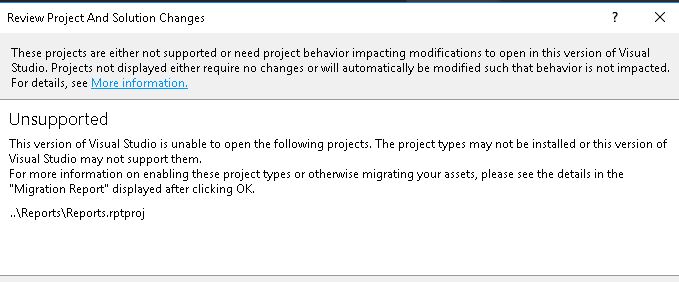 Review Project And Solution Changes
? ×
These projects are either not supported or need project behavior impacting modifications to open in this version of Visual
Studio. Projects not displayed either require no changes or will automatically be modified such that behavior is not impacted.
For details, see More information.
Unsupported
This version of Visual Studio is unable to open the following projects. The project types may not be installed or this version of
Visual Studio may not support them.
For more information on enabling these project types or otherwise migrating your assets, please see the details in the
"Migration Report" displayed after clicking OK.
..\Reports\Reports.rptproj